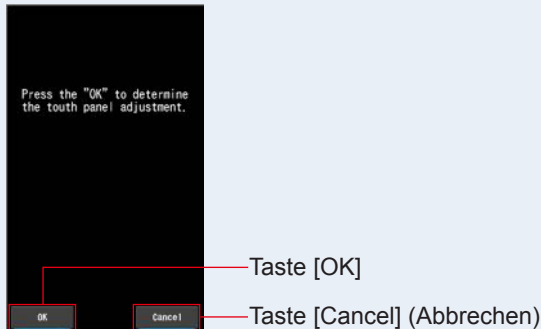 Press the "OK" to determine
the touth panel adjustment.
Taste [OK]
OK
Cancel
Taste [Cancel] (Abbrechen)